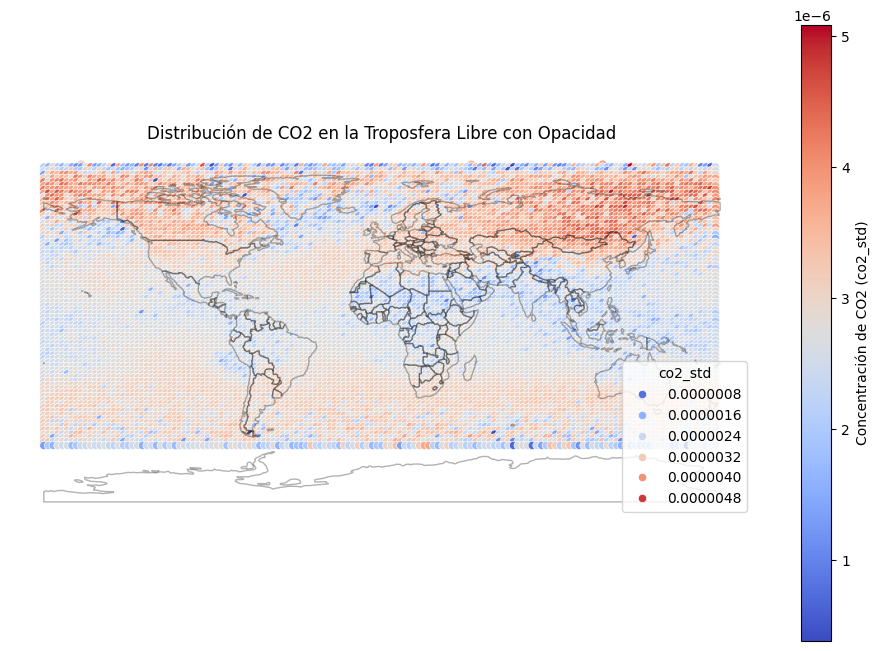 Distribución de CO2 en la Troposfera Libre con Opacidad
co2_std
0.0000008
0.0000016
0.0000024
0.0000032
0.0000040
0.0000048
1e−6
5
4
3
2
1
Concentración de CO2 (co2_std)